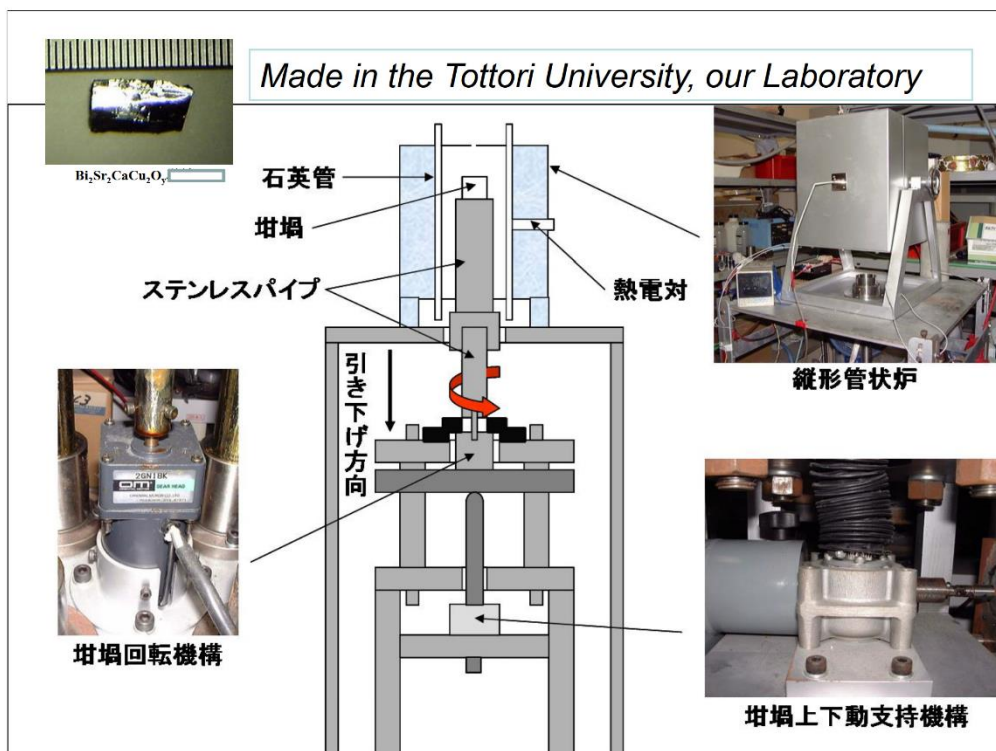 Made in the Tottori University, our Laboratory
Bi₂Sr₂CaCu₂Oy
石英管
坩堝
ステンレスパイプ
熱電対
引き下げ方向
縦形管状炉
2GN18K
GEAR HEAD
坩堝回転機構
坩堝上下動支持機構